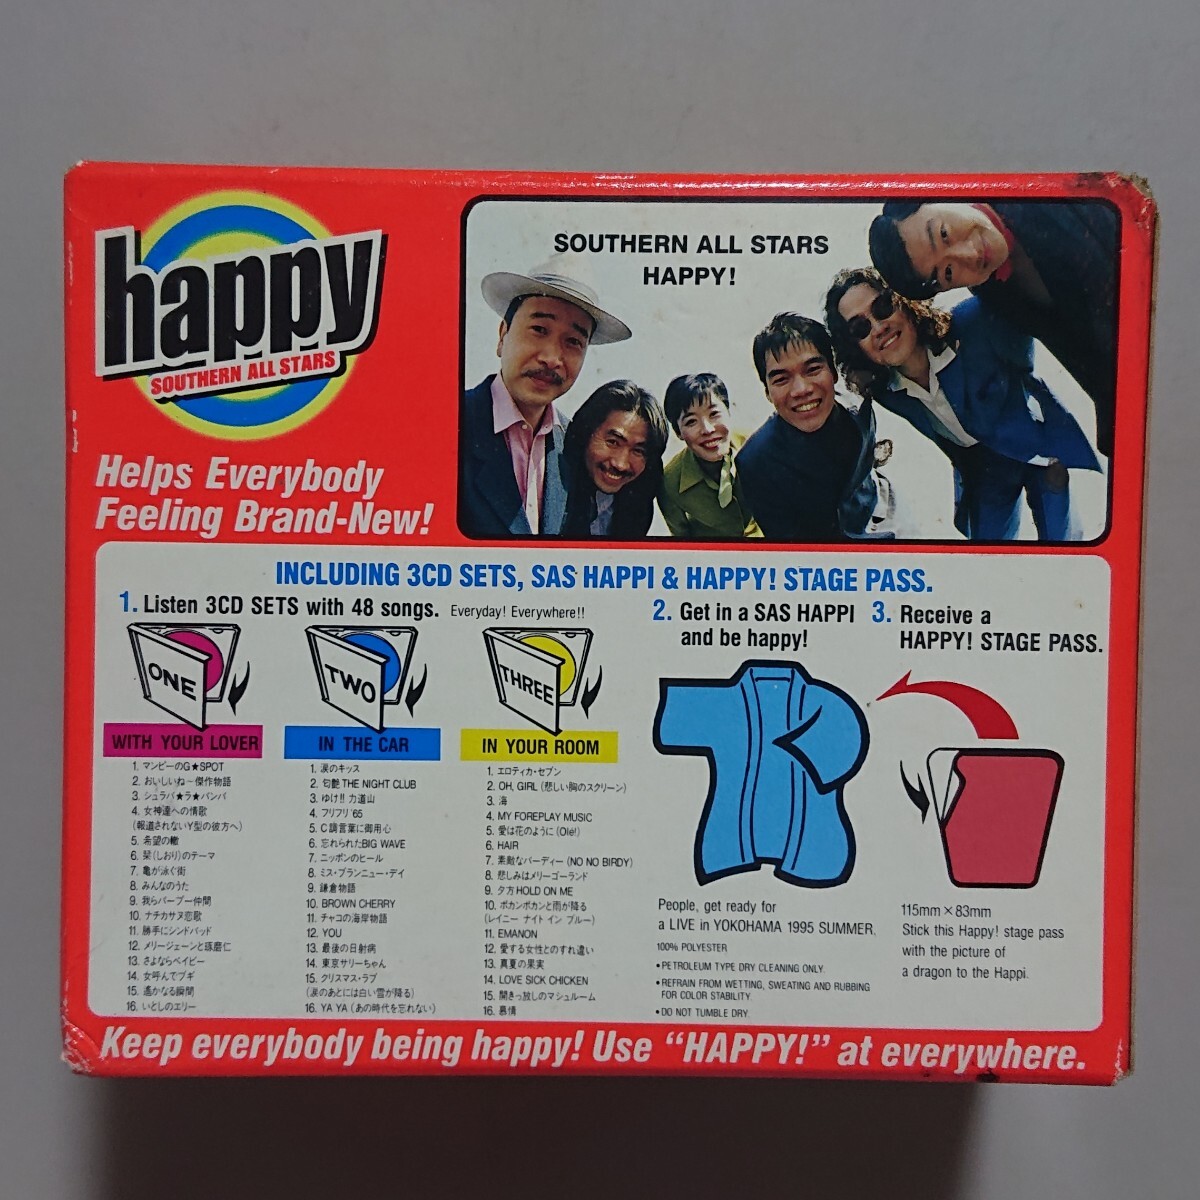 happy
SOUTHERN ALL STARS
SOUTHERN ALL STARS
HAPPY!
Helps Everybody
Feeling Brand-New!
INCLUDING 3CD SETS, SAS HAPPI & HAPPY! STAGE PASS.
1. Listen 3CD SETS with 48 songs. Everyday! Everywhere!!
ONE
WITH YOUR LOVER
1. マンピーのG★SPOT
2. おいしいね~傑作物語
3. シュラバ★ラ★バンバ
4. 女神達への情歌
(報道されないY型の彼方へ)
5. 希望の轍
6. 栞(しおり)のテーマ
7. 亀が泳ぐ街
8. みんなのうた
9. 我らパープー仲間
10. ナチカサヌ恋歌
11. 勝手にシンドバッド
12. メリージェーンと琢磨仁
13. さよならベイビー
14. 女呼んでブギ
15. 遥かなる瞬間
16. いとしのエリー
TWO
IN THE CAR
1. 涙のキッス
2. 匂艶THE NIGHT CLUB
3. ゆけ!! 力道山
4. フリフリ'65
5. C調言葉に御用心
6. 忘れられたBIG WAVE
7. ニッポンのヒール
8. ミス・ブランニュー・デイ
9. 鎌倉物語
10. BROWN CHERRY
11. チャコの海岸物語
12. YOU
13. 最後の日射病
14. 東京サリーちゃん
15. クリスマス・ラブ
(涙のあとには白い雪が降る)
16. YA YA (あの時代を忘れない)
THREE
IN YOUR ROOM
1. エロティカ・セブン
2. OH, GIRL (悲しい胸のスクリーン)
3. 海
4. MY FOREPLAY MUSIC
5. 愛は花のように (Olé!)
6. HAIR
7. 素敵なバーディー (NO NO BIRDY)
8. 悲しみはメリーゴーランド
9. 夕方HOLD ON ME
10. ポカンポカンと雨が降る
(レイニー ナイト イン ブルー)
11. EMANON
12. 愛する女性とのすれ違い
13. 真夏の果実
14. LOVE SICK CHICKEN
15. 開きっ放しのマシュルーム
16. 慕情
2. Get in a SAS HAPPI
and be happy!
People, get ready for
a LIVE in YOKOHAMA 1995 SUMMER.
100% POLYESTER
• PETROLEUM TYPE DRY CLEANING ONLY.
• REFRAIN FROM WETTING, SWEATING AND RUBBING
FOR COLOR STABILITY.
• DO NOT TUMBLE DRY.
3. Receive a
HAPPY! STAGE PASS.
115mm×83mm
Stick this Happy! stage pass
with the picture of
a dragon to the Happi.
Keep everybody being happy! Use "HAPPY!" at everywhere.